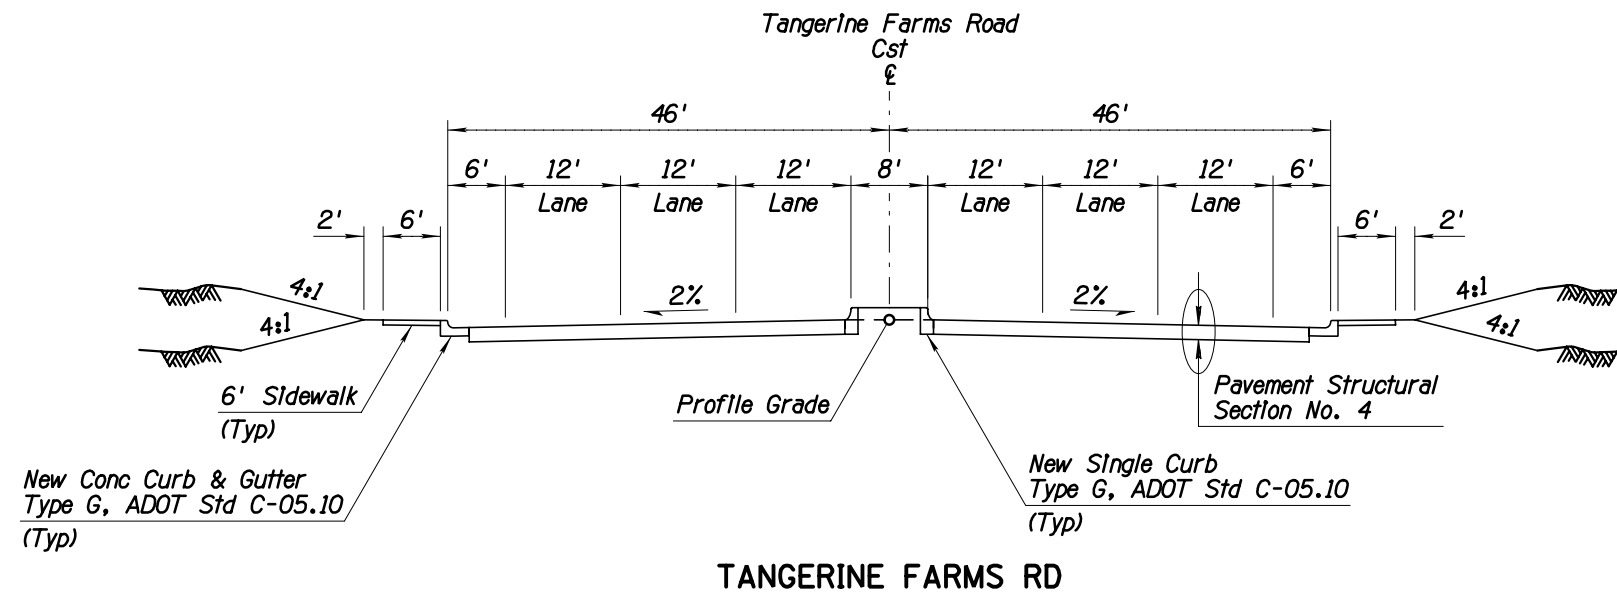 Tangerine Farms Road
Cst
℄
46' 46'
6' 12' 12' 12' 8' 12' 12' 12' 6'
Lane Lane Lane Lane Lane Lane
2' 6' 6' 2'
4:1 2% 2% 4:1
4:1 4:1
6' Sidewalk
(Typ)
Profile Grade
Pavement Structural
Section No. 4
New Conc Curb & Gutter
Type G, ADOT Std C-05.10
(Typ)
New Single Curb
Type G, ADOT Std C-05.10
(Typ)
TANGERINE FARMS RD